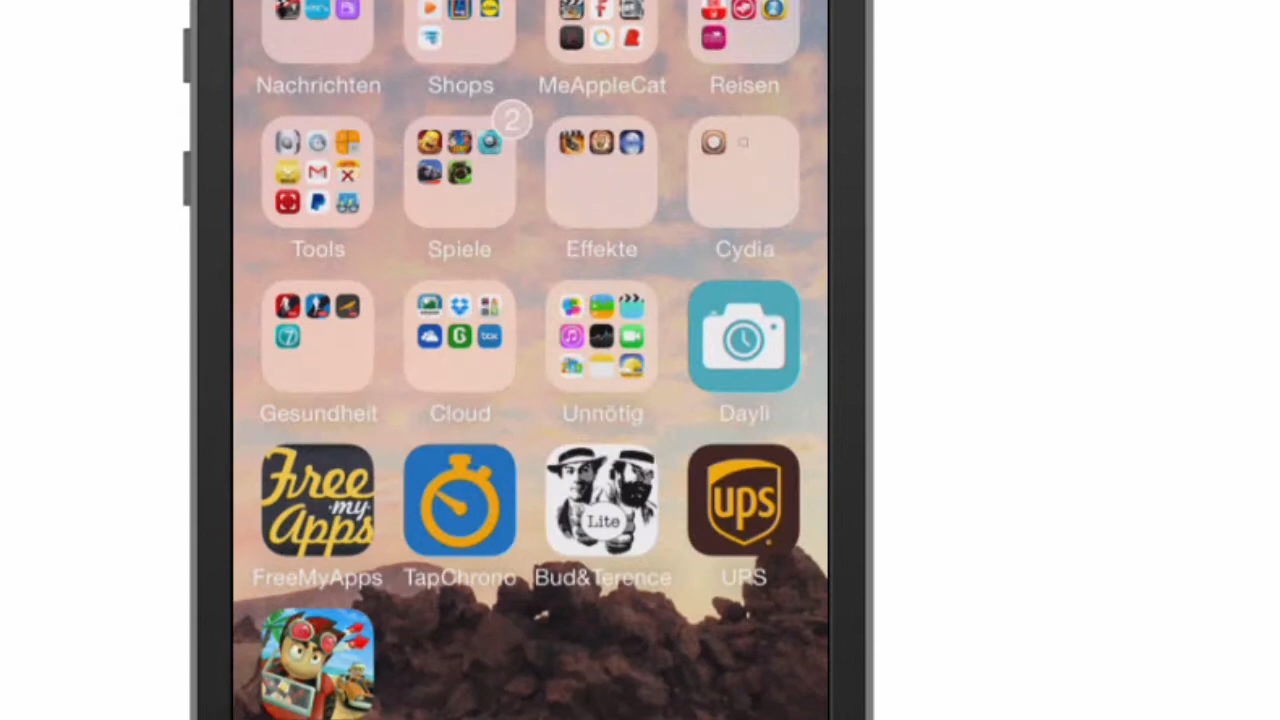 Nachrichten Shops MeAppleCat Reisen
2
Tools Spiele Effekte Cydia
Gesundheit Cloud Unnötig Dayli
Free
my
Apps
Lite
ups
FreeMyApps TapChrono Bud&Terence UPS